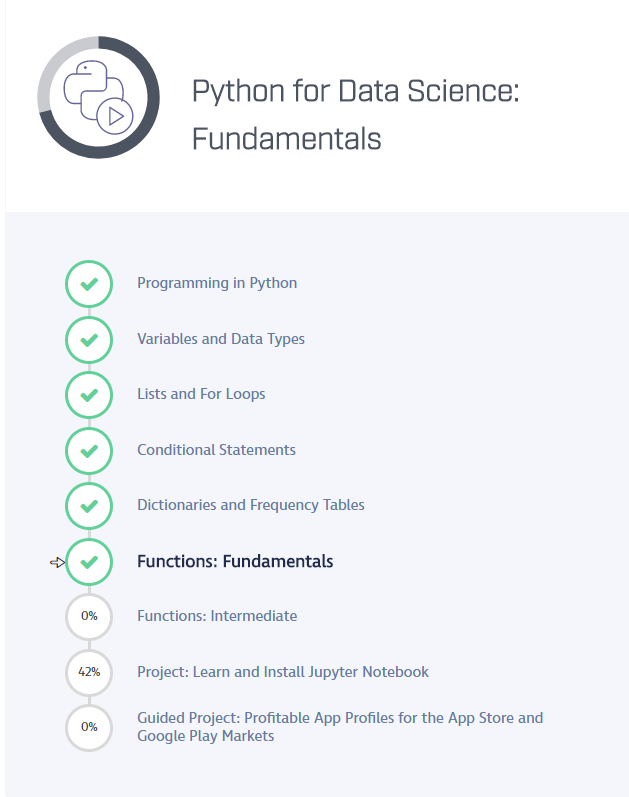 Python for Data Science:
Fundamentals
Programming in Python
Variables and Data Types
Lists and For Loops
Conditional Statements
Dictionaries and Frequency Tables
Functions: Fundamentals
0%
Functions: Intermediate
42%
Project: Learn and Install Jupyter Notebook
0%
Guided Project: Profitable App Profiles for the App Store and
Google Play Markets